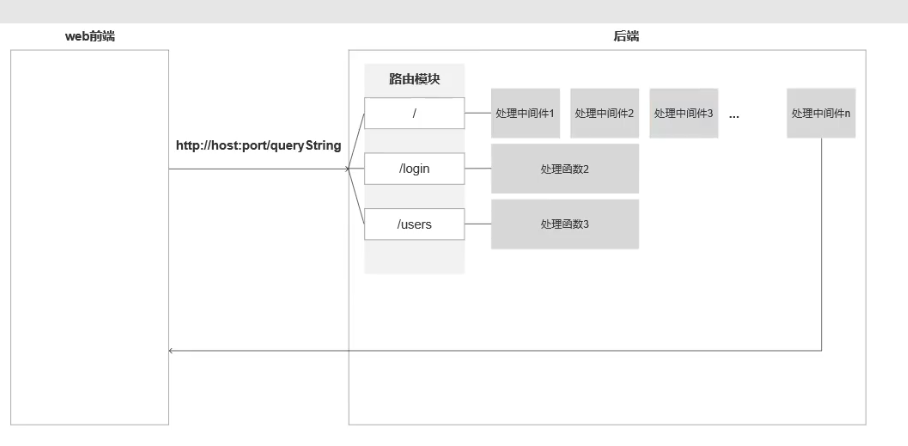 web前端
后端
路由模块
/
处理中间件1
处理中间件2
处理中间件3
...
处理中间件n
http://host:port/queryString
/login
处理函数2
/users
处理函数3